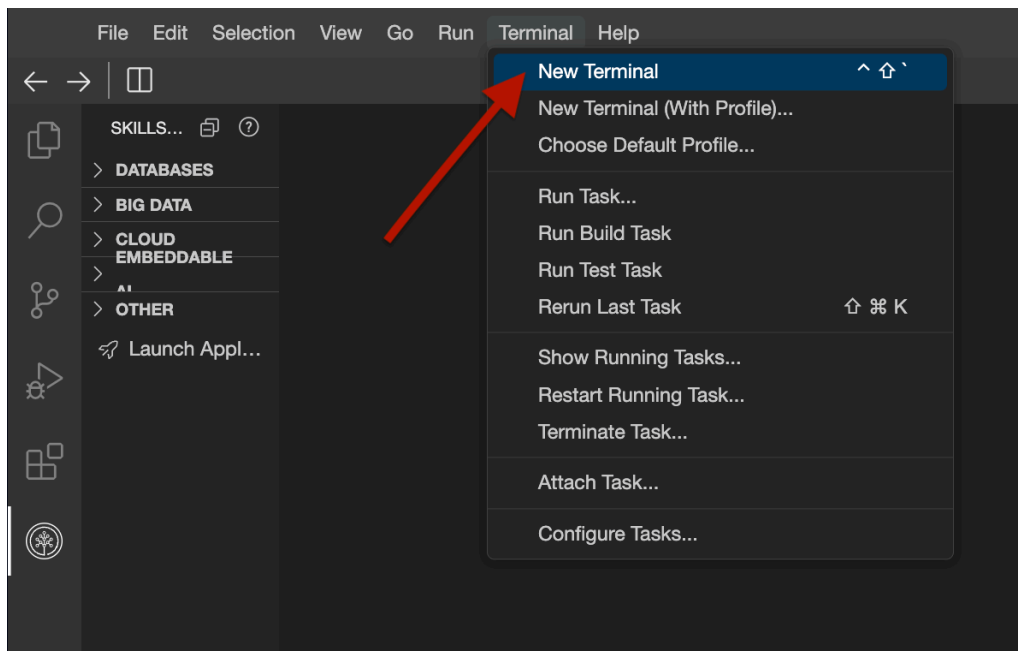 File Edit Selection View Go Run Terminal Help
New Terminal ^ ⇧ `
New Terminal (With Profile)...
Choose Default Profile...
Run Task...
Run Build Task
Run Test Task
Rerun Last Task ⇧ ⌘ K
Show Running Tasks...
Restart Running Task...
Terminate Task...
Attach Task...
Configure Tasks...
SKILLS...
DATABASES
BIG DATA
CLOUD
EMBEDDABLE
AI
OTHER
Launch Appl...